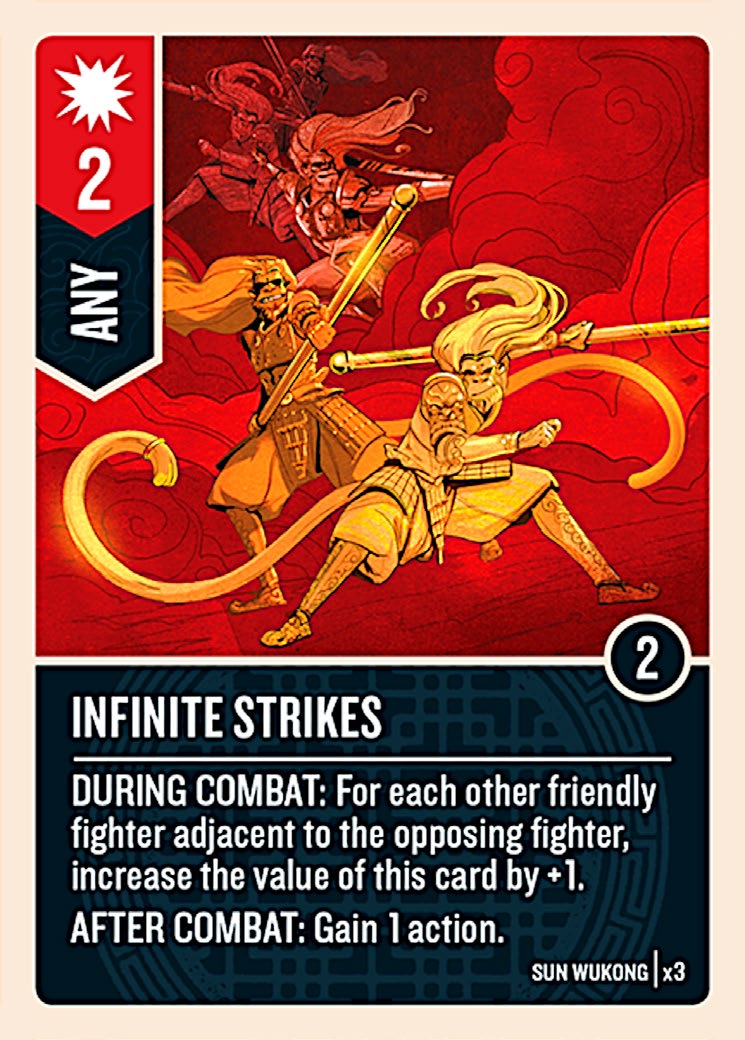 2
ANY
2
INFINITE STRIKES
DURING COMBAT: For each other friendly
fighter adjacent to the opposing fighter,
increase the value of this card by +1.
AFTER COMBAT: Gain 1 action.
SUN WUKONG | x3